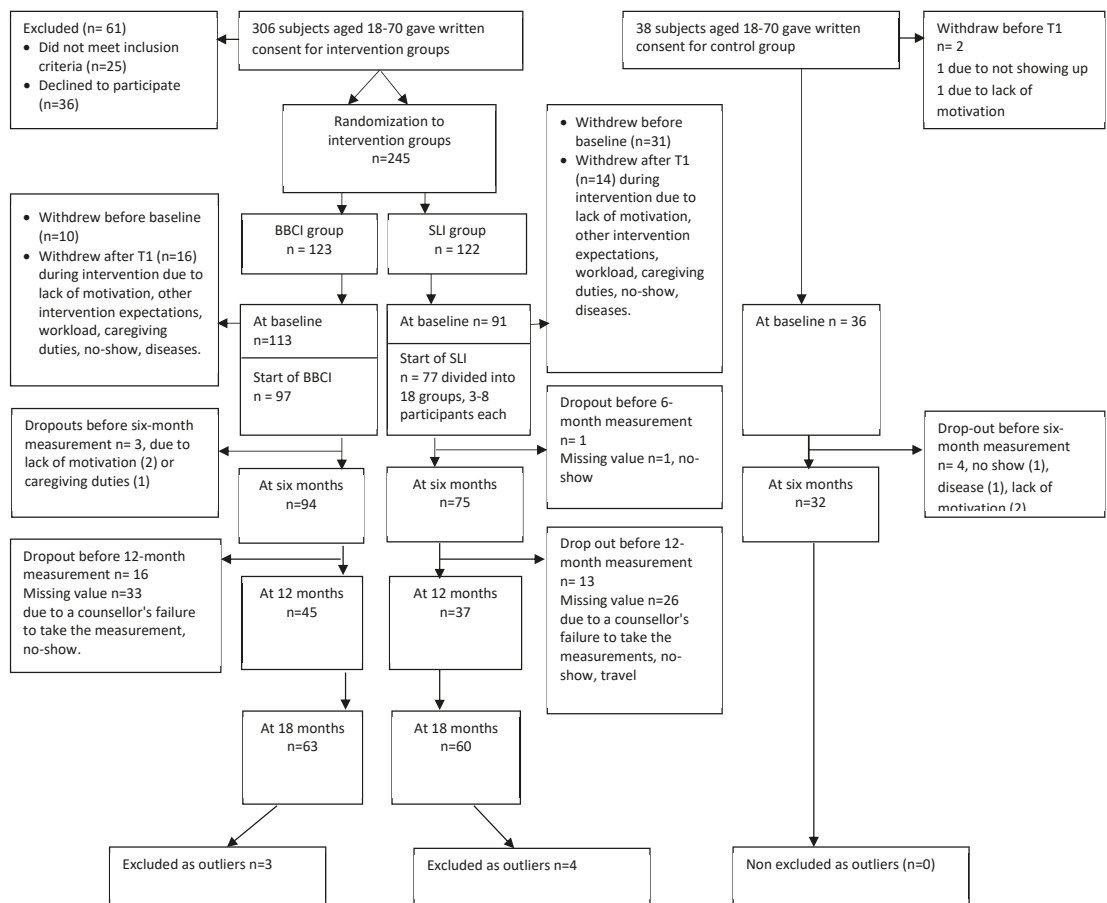 Excluded (n= 61)
• Did not meet inclusion
criteria (n=25)
• Declined to participate
(n=36)
306 subjects aged 18-70 gave written
consent for intervention groups
38 subjects aged 18-70 gave written
consent for control group
Withdraw before T1
n= 2
1 due to not showing up
1 due to lack of
motivation
Randomization to
intervention groups
n=245
• Withdrew before
baseline (n=31)
• Withdrew after T1
(n=14) during
intervention due to
lack of motivation,
other intervention
expectations,
workload, caregiving
duties, no-show,
diseases.
• Withdrew before baseline
(n=10)
• Withdrew after T1 (n=16)
during intervention due to
lack of motivation, other
intervention expectations,
workload, caregiving
duties, no-show, diseases.
BBCI group
n = 123
SLI group
n = 122
At baseline
n=113
Start of BBCI
n = 97
At baseline n= 91
Start of SLI
n = 77 divided into
18 groups, 3-8
participants each
At baseline n = 36
Dropouts before six-month
measurement n= 3, due to
lack of motivation (2) or
caregiving duties (1)
Dropout before 6-
month measurement
n= 1
Missing value n=1, no-
show
Drop-out before six-
month measurement
n= 4, no show (1),
disease (1), lack of
motivation (2)
At six months
n=94
At six months
n=75
At six months
n=32
Dropout before 12-month
measurement n= 16
Missing value n=33
due to a counsellor's failure
to take the measurement,
no-show.
Drop out before 12-
month measurement
n= 13
Missing value n=26
due to a counsellor's
failure to take the
measurements, no-
show, travel
At 12 months
n=45
At 12 months
n=37
At 18 months
n=63
At 18 months
n=60
Excluded as outliers n=3
Excluded as outliers n=4
Non excluded as outliers (n=0)